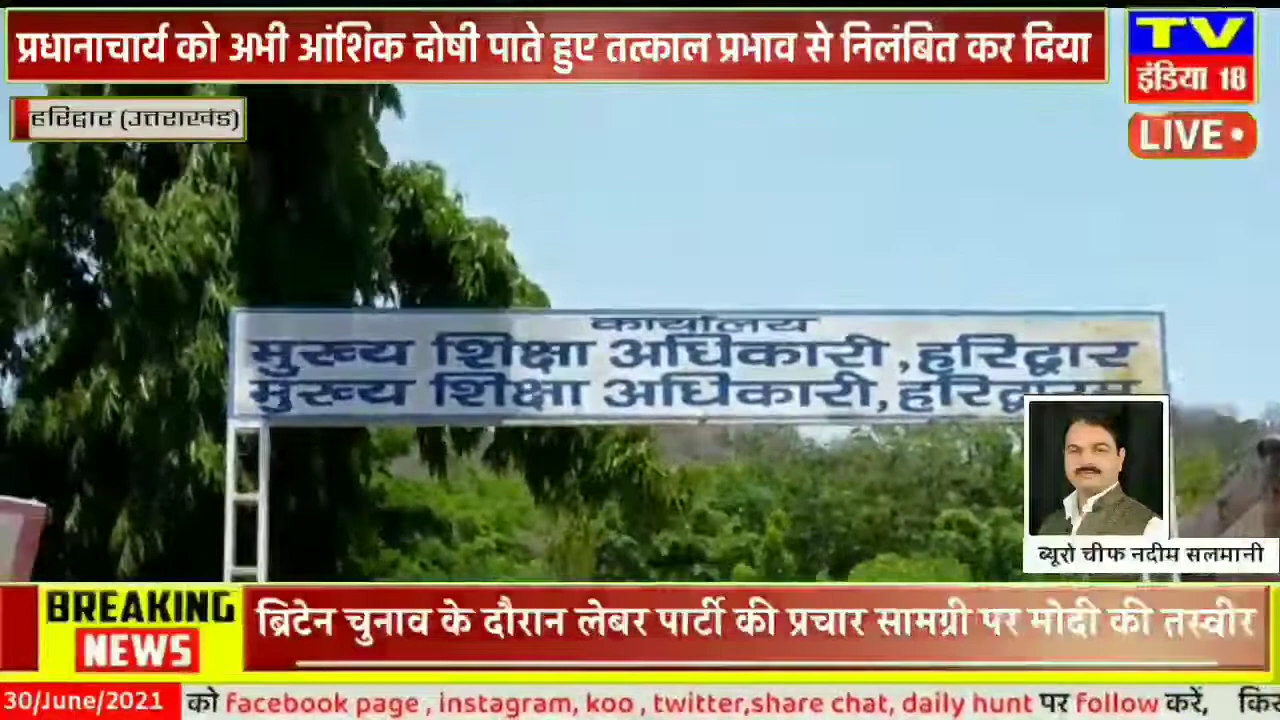 प्रधानाचार्य को अभी आंशिक दोषी पाते हुए तत्काल प्रभाव से निलंबित कर दिया
TV
इंडिया 18
हरिद्वार (उत्तराखंड)
LIVE
कार्यालय
मुख्य शिक्षा अधिकारी,हरिद्वार
मुख्य शिक्षा अधिकारी,
ब्यूरो चीफ नदीम सलमानी
BREAKING
NEWS
ब्रिटेन चुनाव के दौरान लेबर पार्टी की प्रचार सामग्री पर मोदी की तस्वीर
30/June/2021 को Facebook page , instagram, koo , twitter,share chat, daily hunt पर Follow करें,